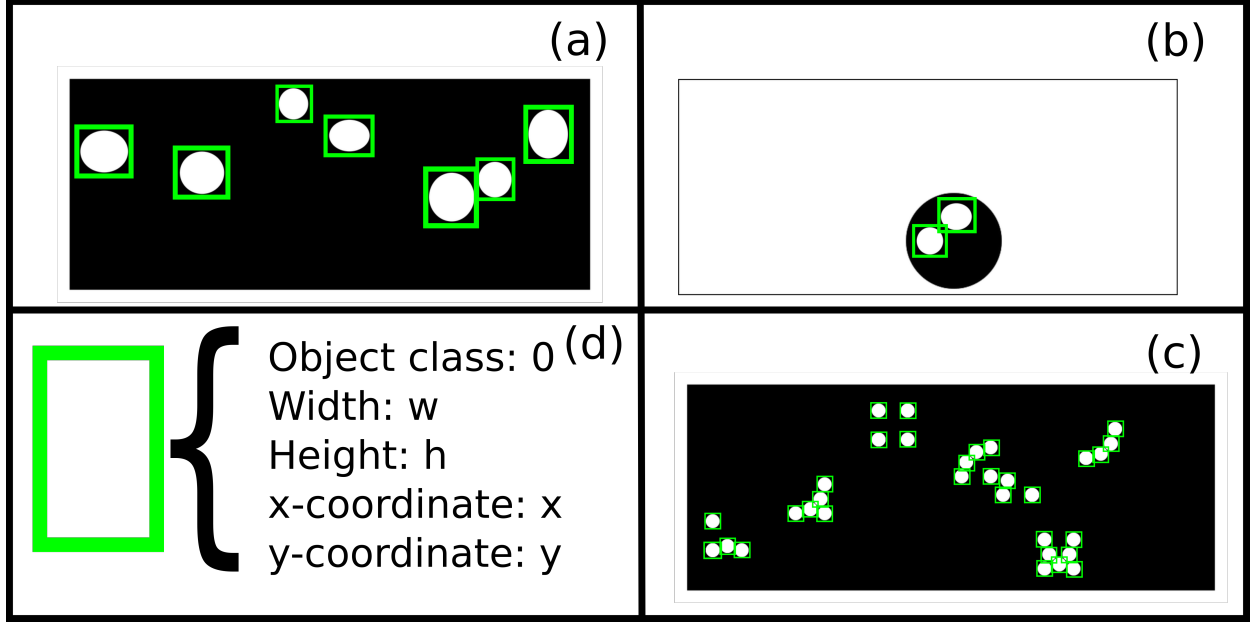 (a)
(b)
(d)
Object class: 0
Width: w
Height: h
x-coordinate: x
y-coordinate: y
(c)